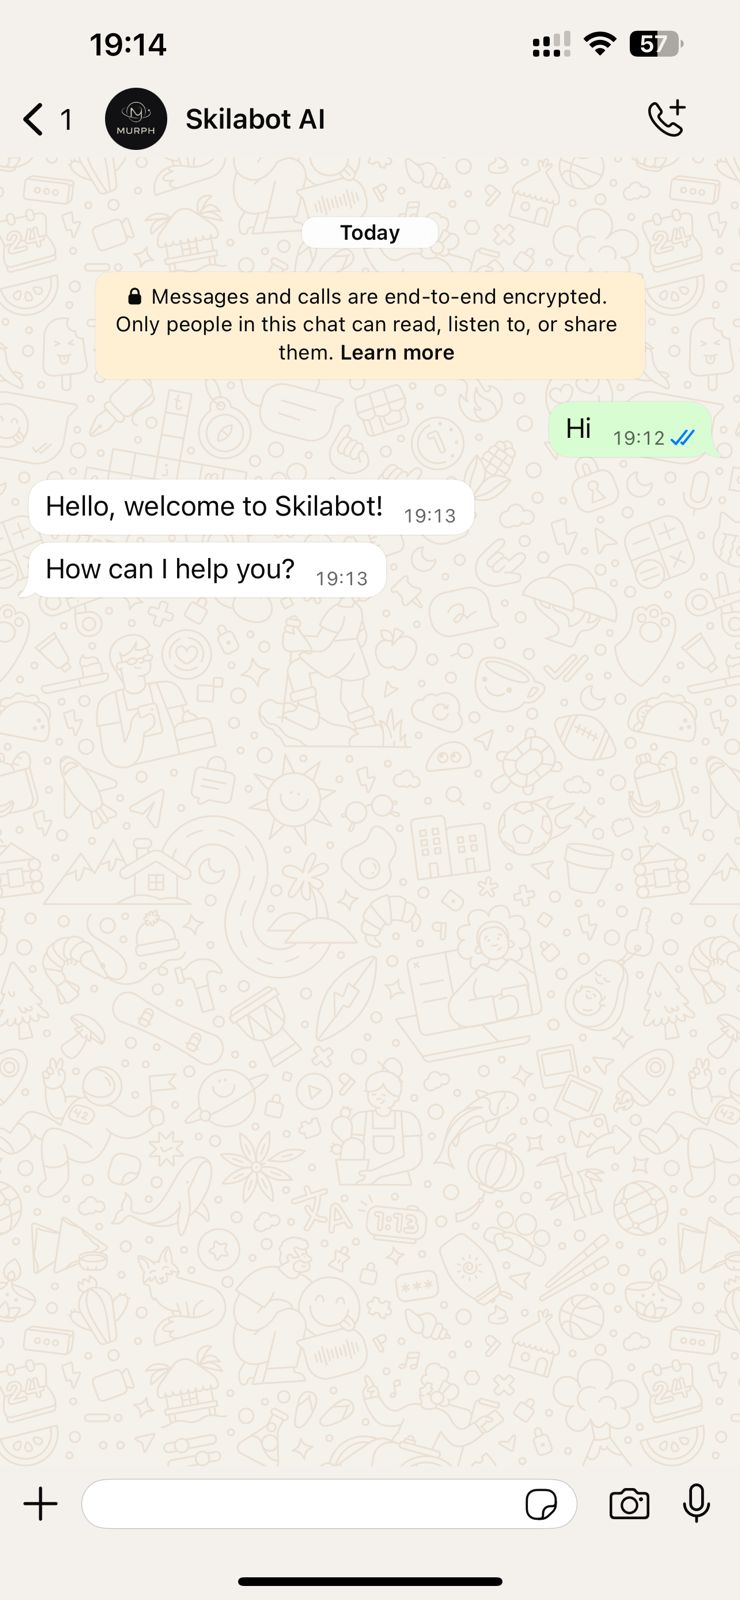 19:14
57
1
MURPH
Skilabot AI
Today
Messages and calls are end-to-end encrypted.
Only people in this chat can read, listen to, or share
them. Learn more
Hi 19:12
Hello, welcome to Skilabot! 19:13
How can I help you? 19:13